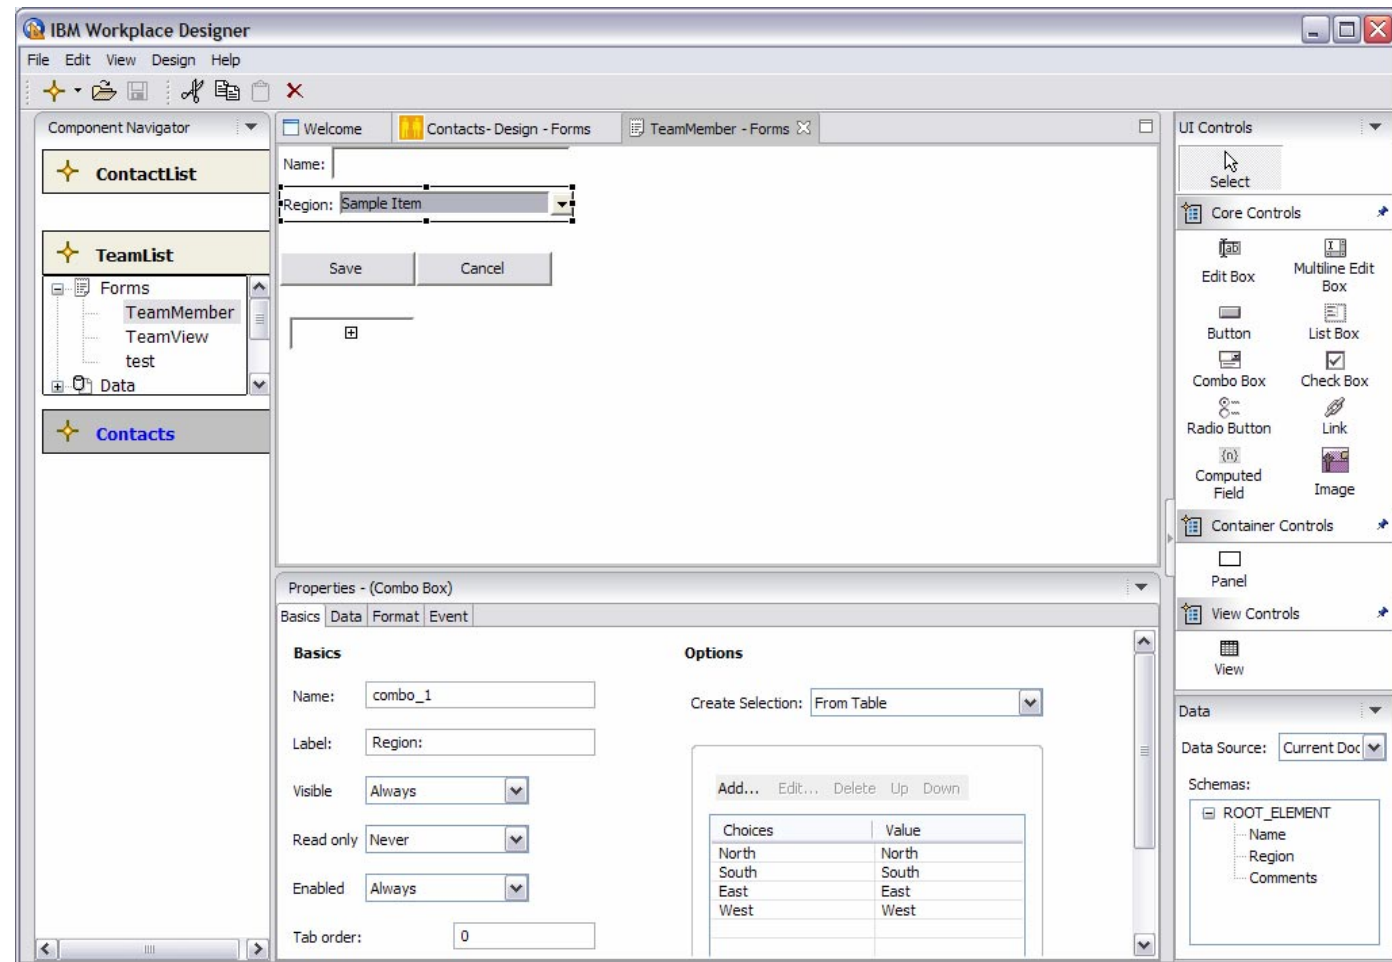 IBM Workplace Designer
File Edit View Design Help
Component Navigator
ContactList
TeamList
Forms
TeamMember
TeamView
test
Data
Contacts
Welcome
Contacts- Design - Forms
TeamMember - Forms
Name:
Region: Sample Item
Save Cancel
Properties - (Combo Box)
Basics Data Format Event
Basics
Name: combo_1
Label: Region:
Visible Always
Read only Never
Enabled Always
Tab order: 0
Options
Create Selection: From Table
Add... Edit... Delete Up Down
Choices Value
North North
South South
East East
West West
UI Controls
Select
Core Controls
Edit Box
Multiline Edit
Box
Button
List Box
Combo Box
Check Box
Radio Button
Link
{n}
Computed
Field
Image
Container Controls
Panel
View Controls
View
Data
Data Source: Current Doc
Schemas:
ROOT_ELEMENT
Name
Region
Comments